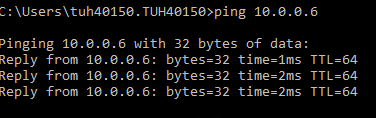 C:\Users\tuh40150.TUH40150>ping 10.0.0.6
Pinging 10.0.0.6 with 32 bytes of data:
Reply from 10.0.0.6: bytes=32 time=1ms TTL=64
Reply from 10.0.0.6: bytes=32 time=2ms TTL=64
Reply from 10.0.0.6: bytes=32 time=2ms TTL=64